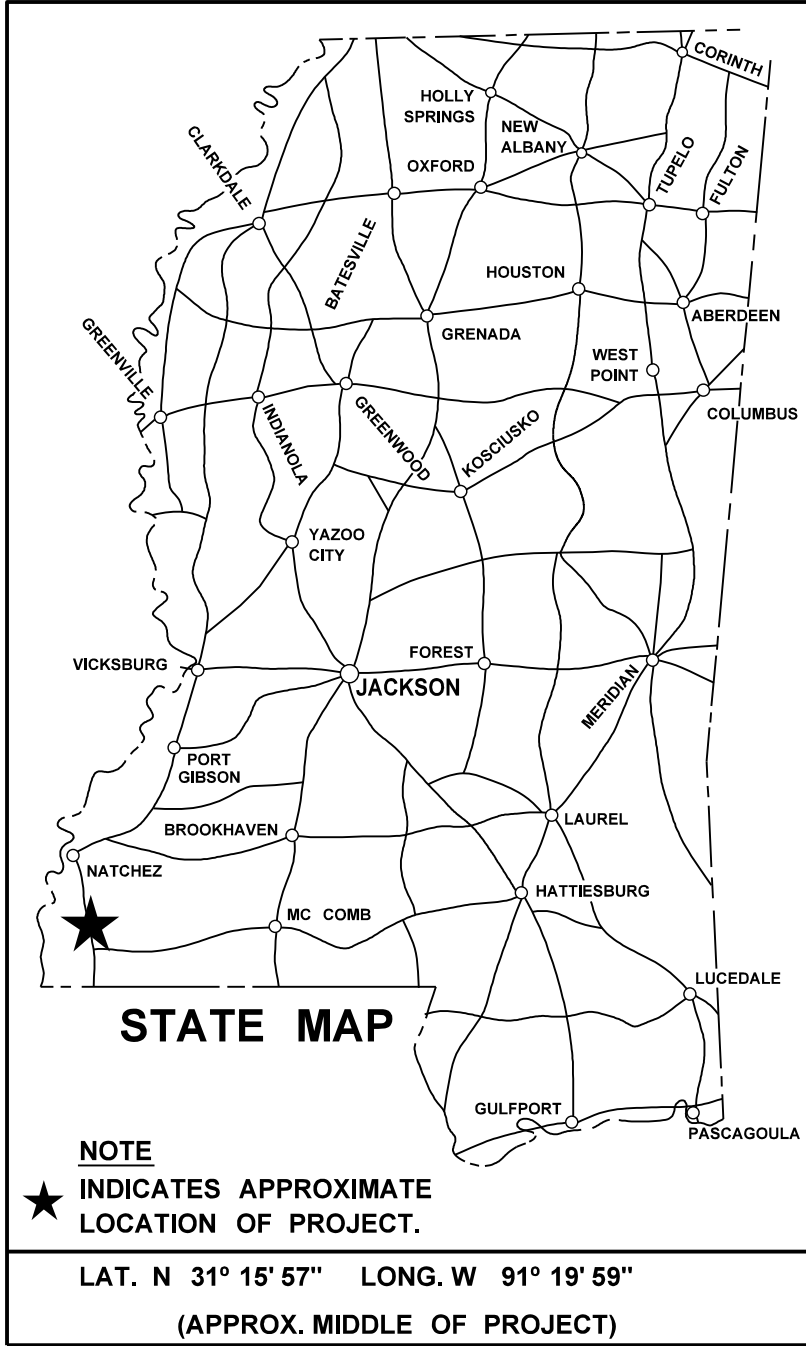 CORINTH
HOLLY
SPRINGS
NEW
ALBANY
CLARKDALE
OXFORD
TUPELO
FULTON
BATESVILLE
HOUSTON
ABERDEEN
GRENADA
GREENVILLE
WEST
POINT
COLUMBUS
INDIANOLA
GREENWOOD
KOSCIUSKO
YAZOO
CITY
VICKSBURG
FOREST
JACKSON
MERIDIAN
PORT
GIBSON
BROOKHAVEN
LAUREL
NATCHEZ
HATTIESBURG
MC COMB
LUCEDALE
STATE MAP
GULFPORT
PASCAGOULA
NOTE
INDICATES APPROXIMATE
LOCATION OF PROJECT.
LAT. N 31° 15' 57" LONG. W 91° 19' 59"
(APPROX. MIDDLE OF PROJECT)